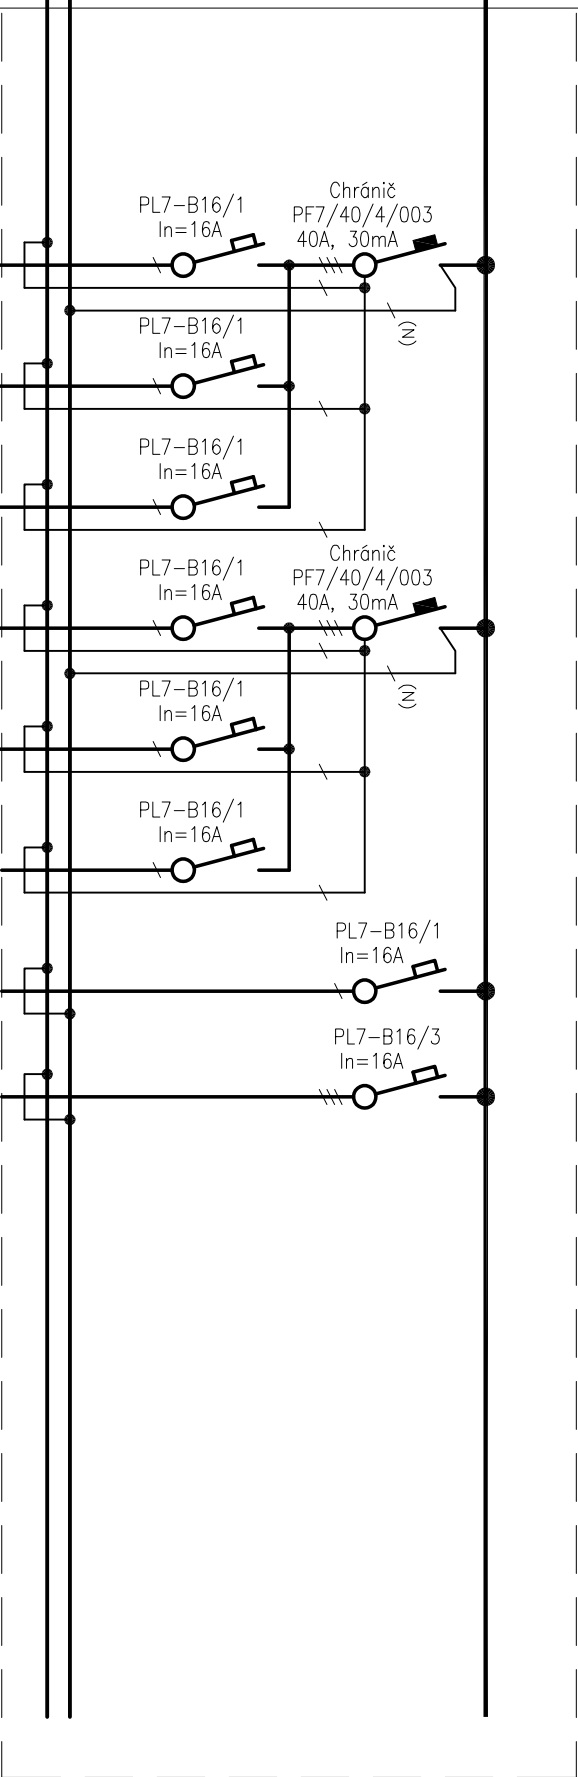 PL7-B16/1
In=16A
Chránič
PF7/40/4/003
40A, 30mA
(N)
PL7-B16/1
In=16A
PL7-B16/1
In=16A
PL7-B16/1
In=16A
Chránič
PF7/40/4/003
40A, 30mA
(N)
PL7-B16/1
In=16A
PL7-B16/1
In=16A
PL7-B16/1
In=16A
PL7-B16/3
In=16A